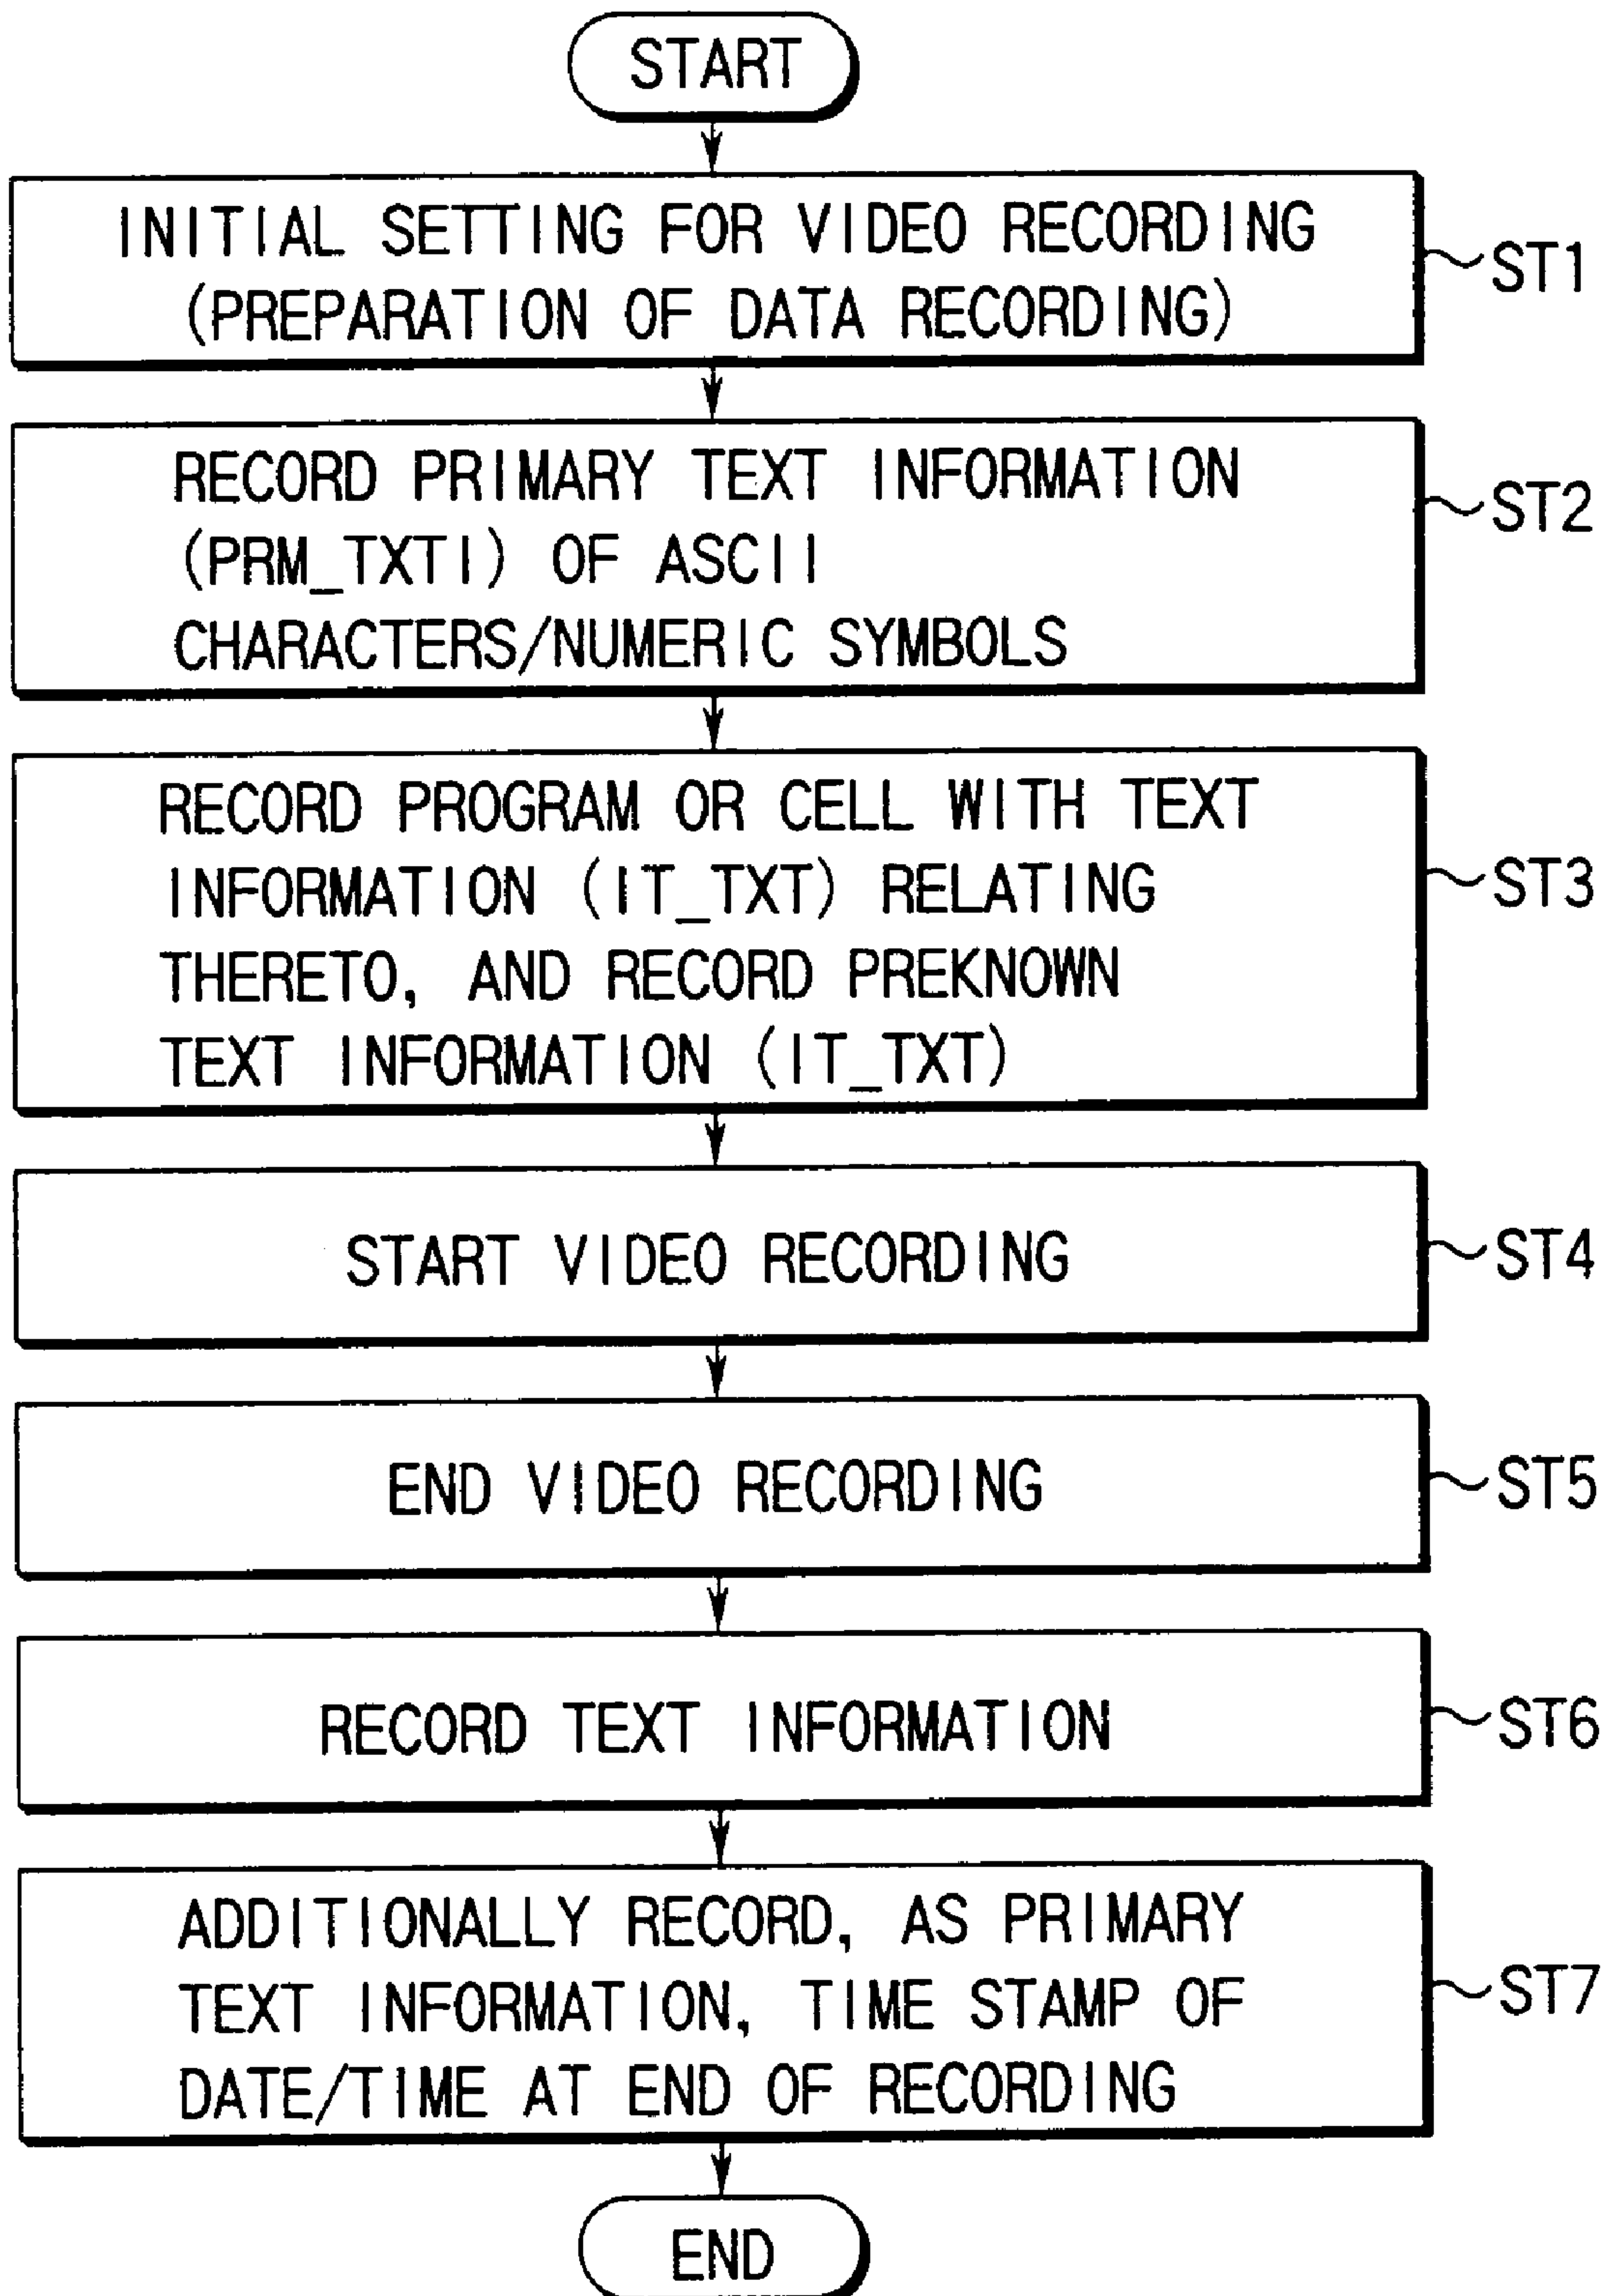 START
INITIAL SETTING FOR VIDEO RECORDING
(PREPARATION OF DATA RECORDING)
ST1
RECORD PRIMARY TEXT INFORMATION
(PRM_TXTI) OF ASCII
CHARACTERS/NUMERIC SYMBOLS
ST2
RECORD PROGRAM OR CELL WITH TEXT
INFORMATION (IT_TXT) RELATING
THERETO, AND RECORD PREKNOWN
TEXT INFORMATION (IT_TXT)
ST3
START VIDEO RECORDING
ST4
END VIDEO RECORDING
ST5
RECORD TEXT INFORMATION
ST6
ADDITIONALLY RECORD, AS PRIMARY
TEXT INFORMATION, TIME STAMP OF
DATE/TIME AT END OF RECORDING
ST7
END